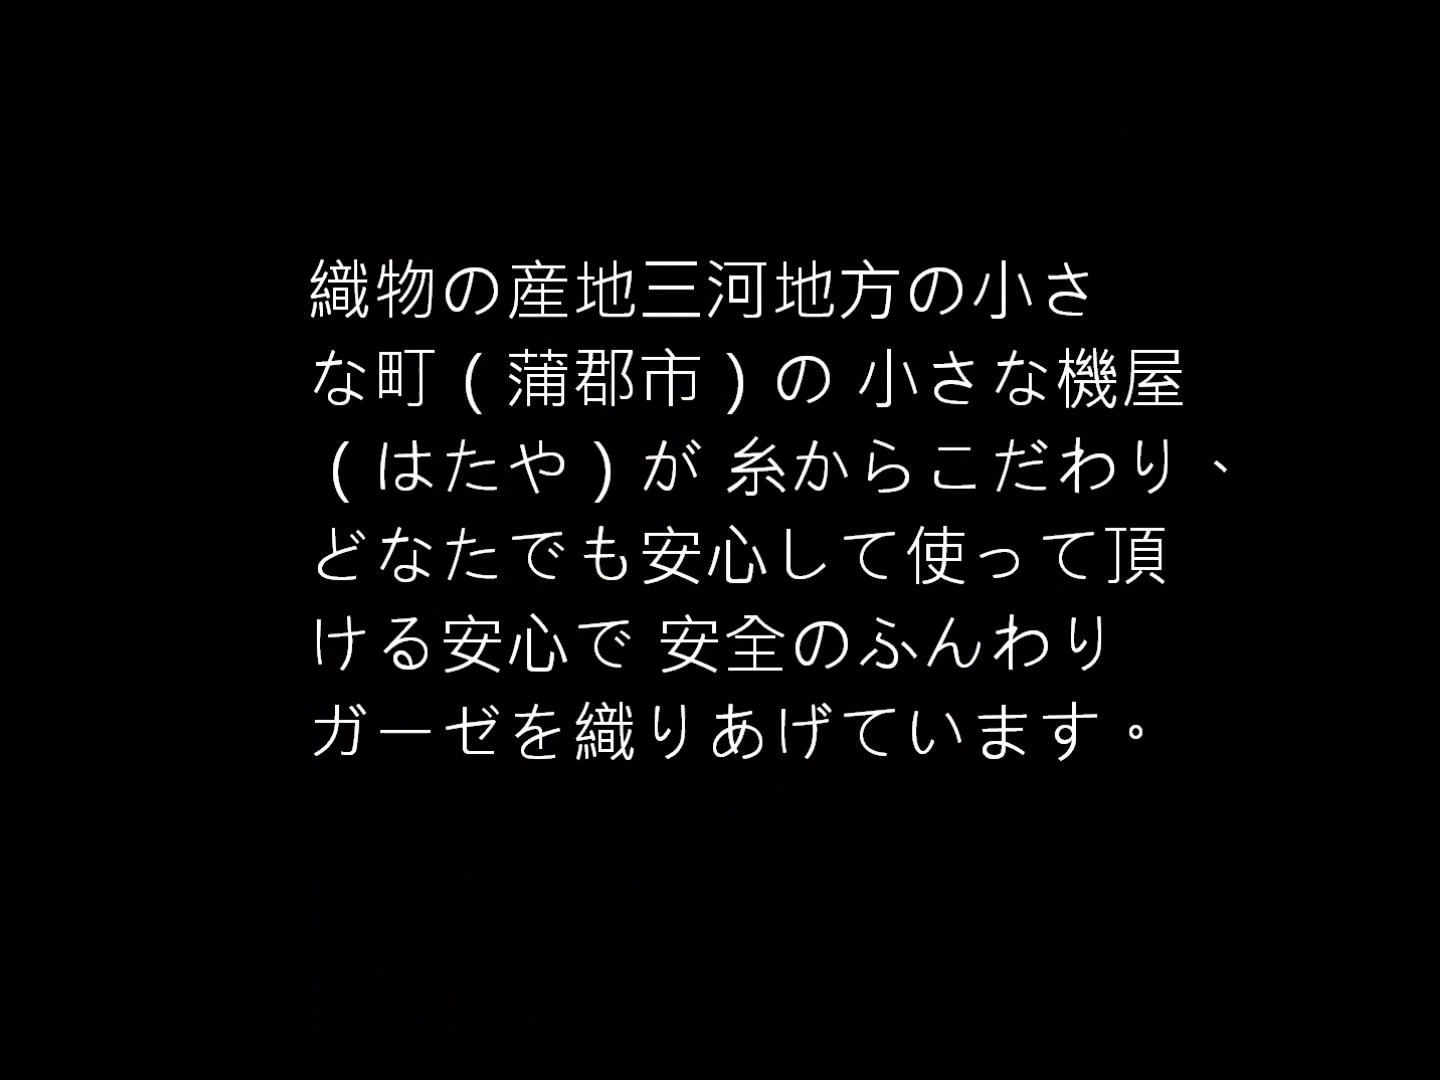 織物の産地三河地方の小さ
な町（蒲郡市）の 小さな機屋
（はたや）が 糸からこだわり、
どなたでも安心して使って頂
ける安心で 安全のふんわり
ガーゼを織りあげています。